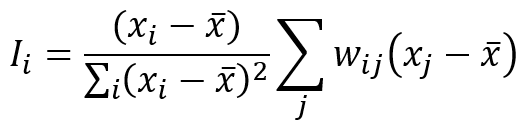 I_i = \frac{(x_i - \bar{x})}{\sum_i (x_i - \bar{x})^2} \sum_j w_{ij}(x_j - \bar{x})